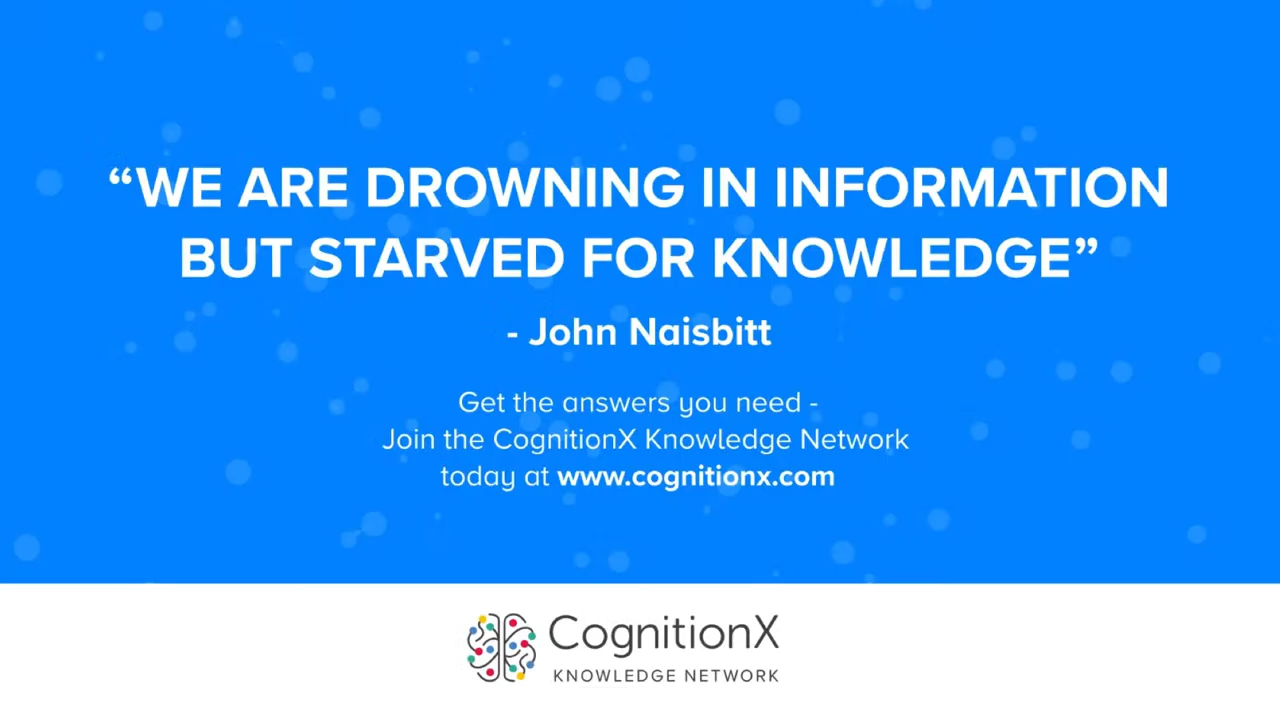 “WE ARE DROWNING IN INFORMATION
BUT STARVED FOR KNOWLEDGE”
- John Naisbitt
Get the answers you need -
Join the CognitionX Knowledge Network
today at www.cognitionx.com
CognitionX
KNOWLEDGE NETWORK